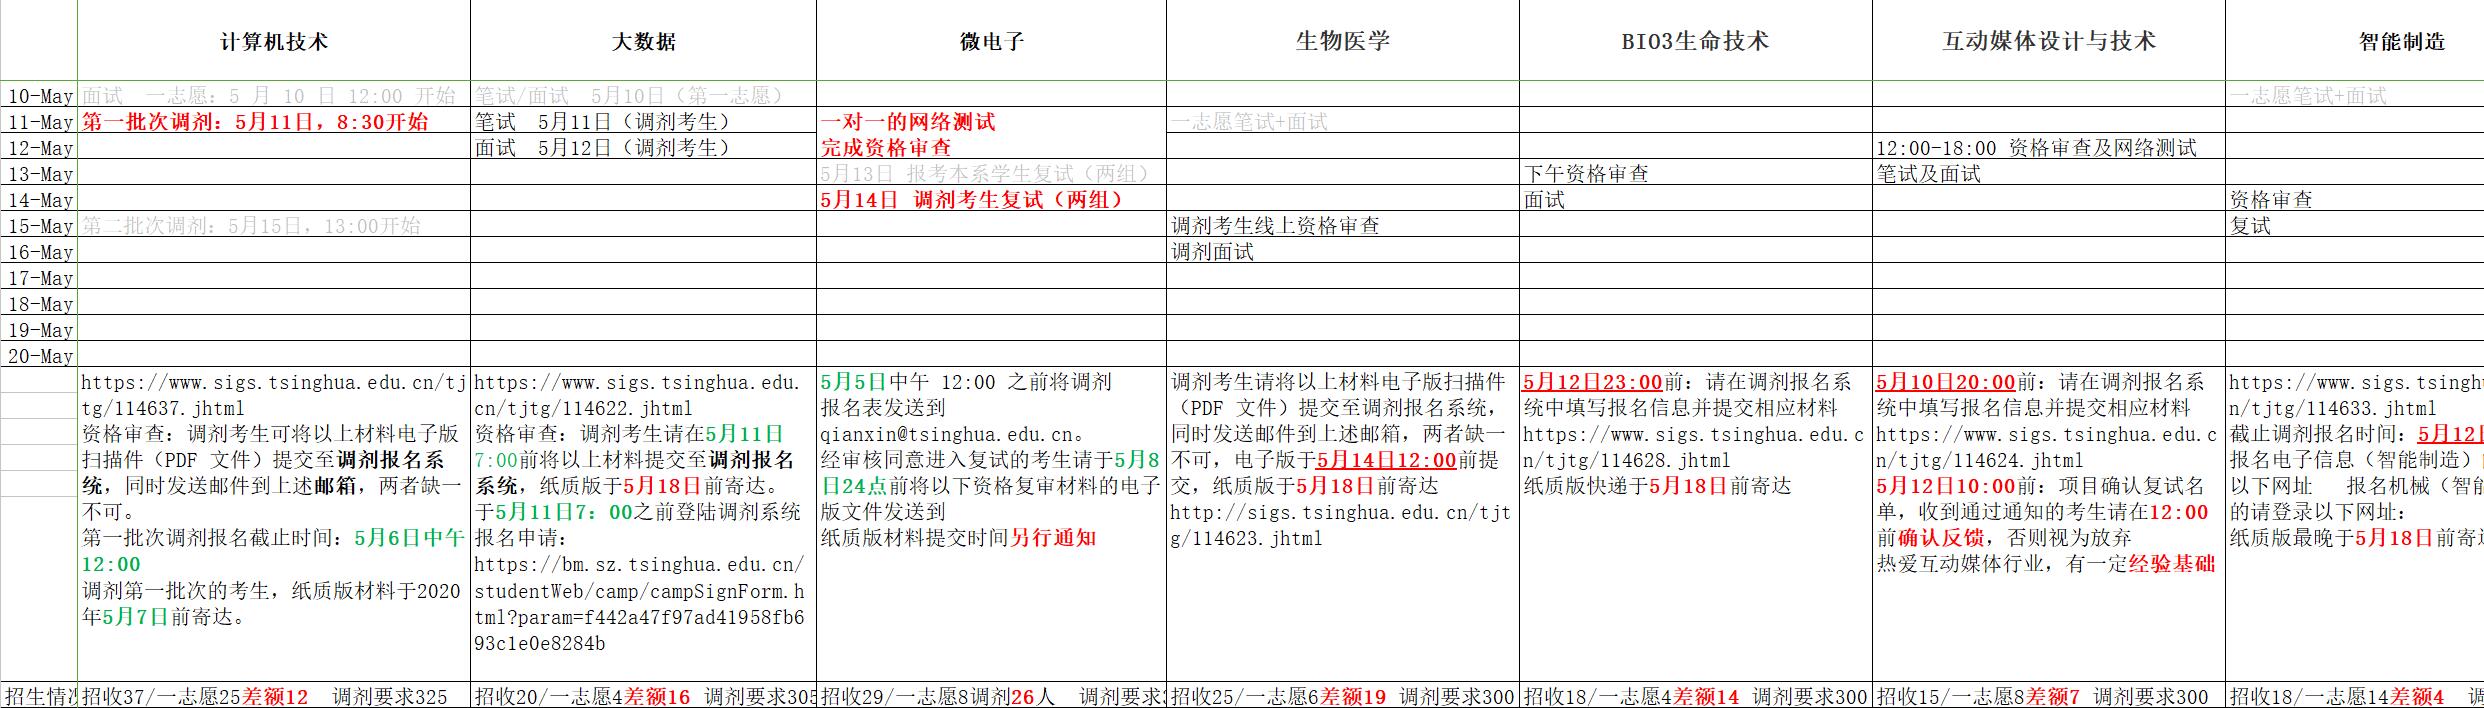 计算机技术 大数据 微电子 生物医学 BIO3生命技术 互动媒体设计与技术 智能制造
10-May 面试 一志愿：5 月 10 日 12:00 开始 笔试/面试 5月10日（第一志愿） 一志愿笔试+面试
11-May 第一批次调剂：5月11日，8:30开始 笔试 5月11日（调剂考生） 一对一的网络测试 一志愿笔试+面试
12-May 面试 5月12日（调剂考生） 完成资格审查 12:00-18:00 资格审查及网络测试
13-May 5月13日 报考本系学生复试（两组） 下午资格审查 笔试及面试
14-May 5月14日 调剂考生复试（两组） 面试 资格审查
15-May 第二批次调剂：5月15日，13:00开始 调剂考生线上资格审查 复试
16-May 调剂面试
17-May
18-May
19-May
20-May
https://www.sigs.tsinghua.edu.cn/tj
tg/114637.jhtml
资格审查：调剂考生可将以上材料电子版
扫描件（PDF 文件）提交至调剂报名系
统，同时发送邮件到上述邮箱，两者缺一
不可。
第一批次调剂报名截止时间：5月6日中午
12:00
调剂第一批次的考生，纸质版材料于2020
年5月7日前寄达。
https://www.sigs.tsinghua.edu.
cn/tjtg/114622.jhtml
资格审查：调剂考生请在5月11日
7:00前将以上材料提交至调剂报名
系统，纸质版于5月18日前寄达。
于5月11日7：00之前登陆调剂系统
报名申请：
https://bm.sz.tsinghua.edu.cn/
studentWeb/camp/campSignForm.h
tml?param=f442a47f97ad41958fb6
93c1e0e8284b
5月5日中午 12:00 之前将调剂
报名表发送到
qianxin@tsinghua.edu.cn。
经审核同意进入复试的考生请于5月8
日24点前将以下资格复审材料的电子
版文件发送到
纸质版材料提交时间另行通知
调剂考生请将以上材料电子版扫描件
（PDF 文件）提交至调剂报名系统，
同时发送邮件到上述邮箱，两者缺一
不可，电子版于5月14日12:00前提
交，纸质版于5月18日前寄达
http://sigs.tsinghua.edu.cn/tjt
g/114623.jhtml
5月12日23:00前：请在调剂报名系
统中填写报名信息并提交相应材料
https://www.sigs.tsinghua.edu.c
n/tjtg/114628.jhtml
纸质版快递于5月18日前寄达
5月10日20:00前：请在调剂报名系
统中填写报名信息并提交相应材料
https://www.sigs.tsinghua.edu.c
n/tjtg/114624.jhtml
5月12日10:00前：项目确认复试名
单，收到通过通知的考生请在12:00
前确认反馈，否则视为放弃
热爱互动媒体行业，有一定经验基础
https://www.sigs.tsingh
n/tjtg/114633.jhtml
截止调剂报名时间：5月12
报名电子信息（智能制造）
以下网址 报名机械（智
的请登录以下网址：
纸质版最晚于5月18日前寄
招生情 招收37/一志愿25差额12 调剂要求325 招收20/一志愿4差额16 调剂要求305 招收29/一志愿8调剂26人 调剂要求 招收25/一志愿6差额19 调剂要求300 招收18/一志愿4差额14 调剂要求300 招收15/一志愿8差额7 调剂要求300 招收18/一志愿14差额4